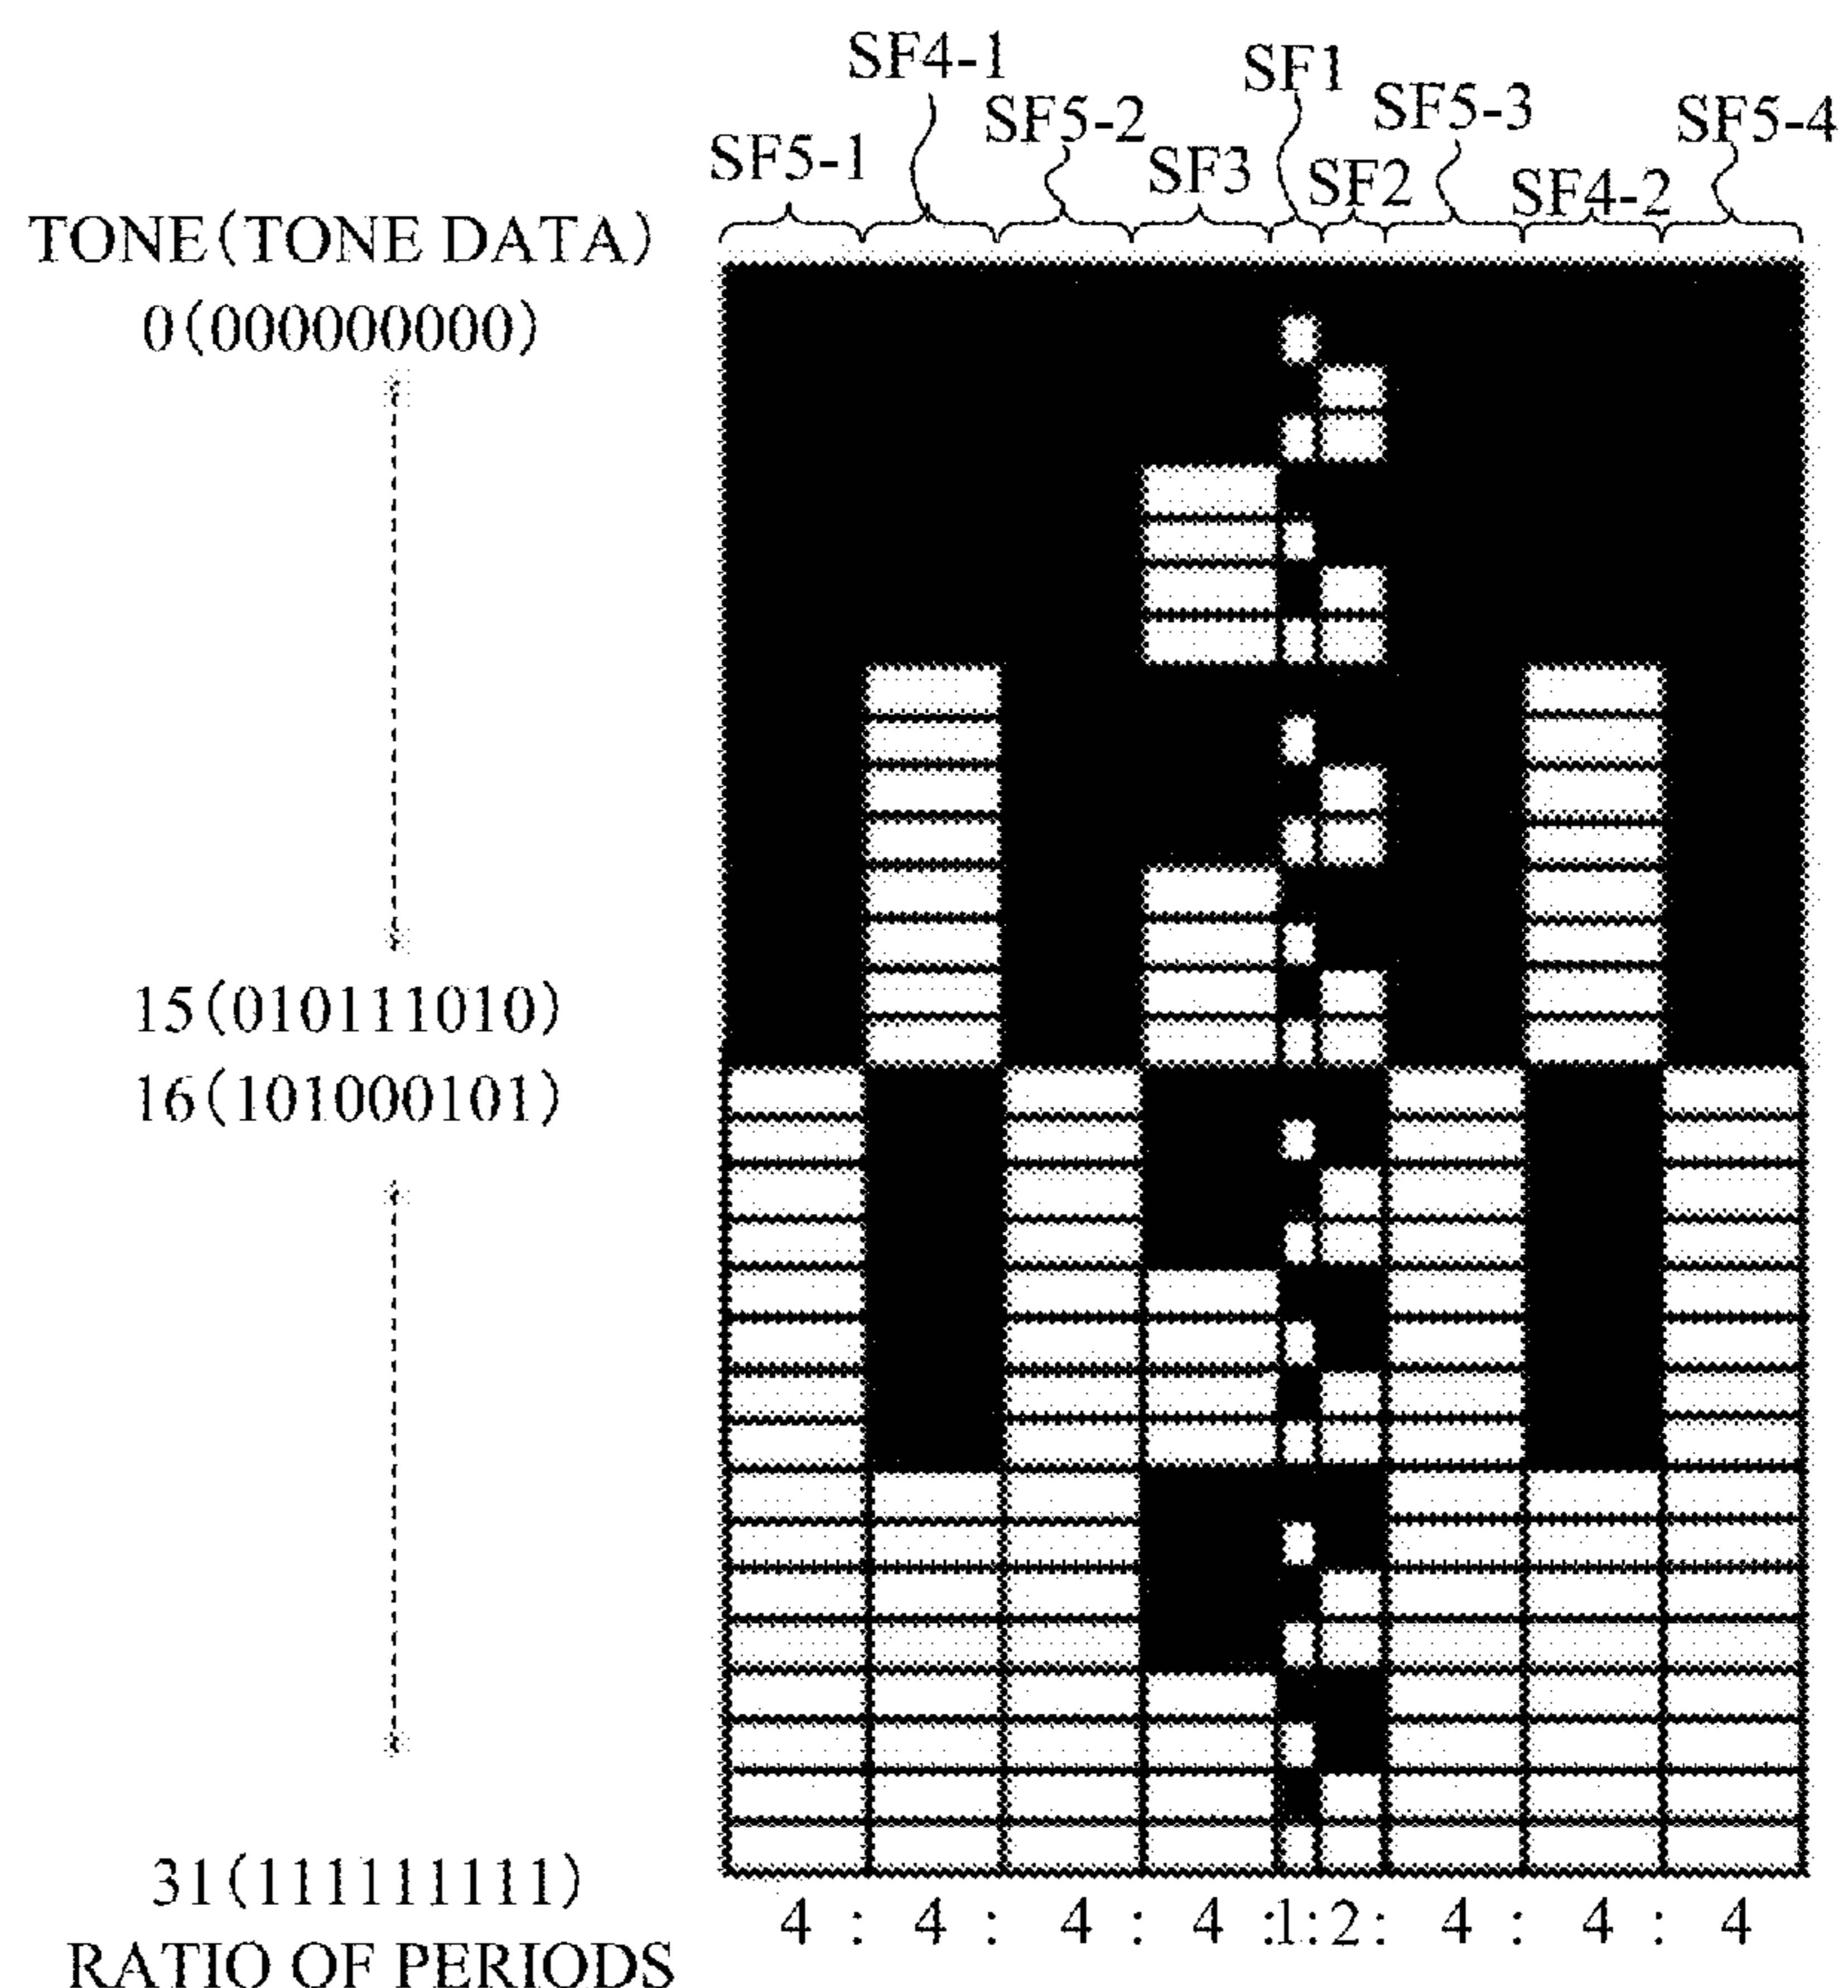 SF4-1
SF1
SF5-2
SF5-3
SF5-4
SF5-1
SF3
SF2
SF4-2
TONE(TONE DATA)
0(000000000)
15(010111010)
16(101000101)
31(111111111)
4 : 4 : 4 : 4 :1:2: 4 : 4 : 4
RATIO OF PERIODS